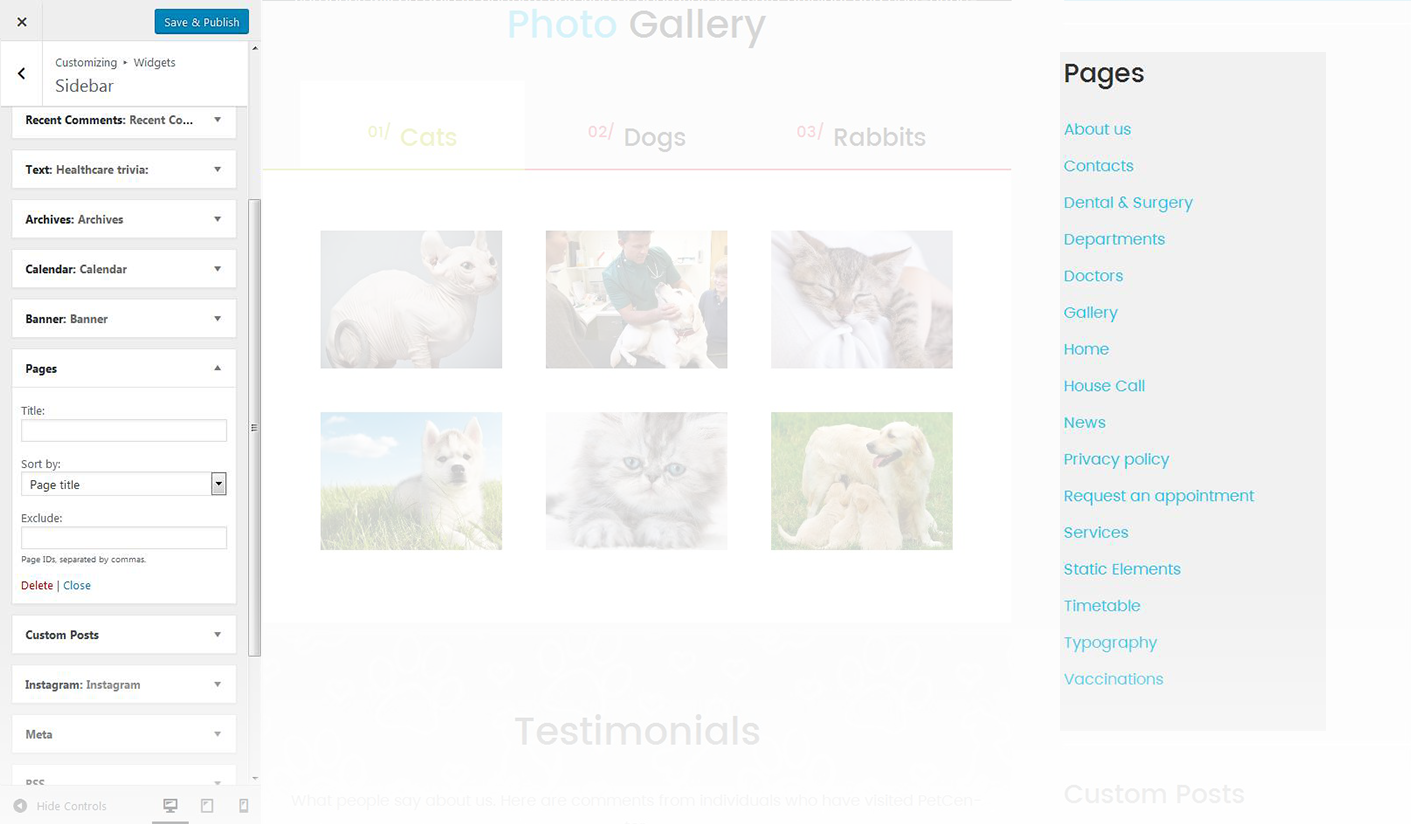 Save & Publish
Customizing ▸ Widgets
Sidebar
Recent Comments: Recent Co...
Text: Healthcare trivia:
Archives: Archives
Calendar: Calendar
Banner: Banner
Pages
Title:
Sort by:
Page title
Exclude:
Page IDs, separated by commas.
Delete | Close
Custom Posts
Instagram: Instagram
Meta
RSS
Hide Controls
Photo Gallery
01/ Cats
02/ Dogs
03/ Rabbits
Testimonials
What people say about us. Here are comments from individuals who have visited PetCen-
Pages
About us
Contacts
Dental & Surgery
Departments
Doctors
Gallery
Home
House Call
News
Privacy policy
Request an appointment
Services
Static Elements
Timetable
Typography
Vaccinations
Custom Posts